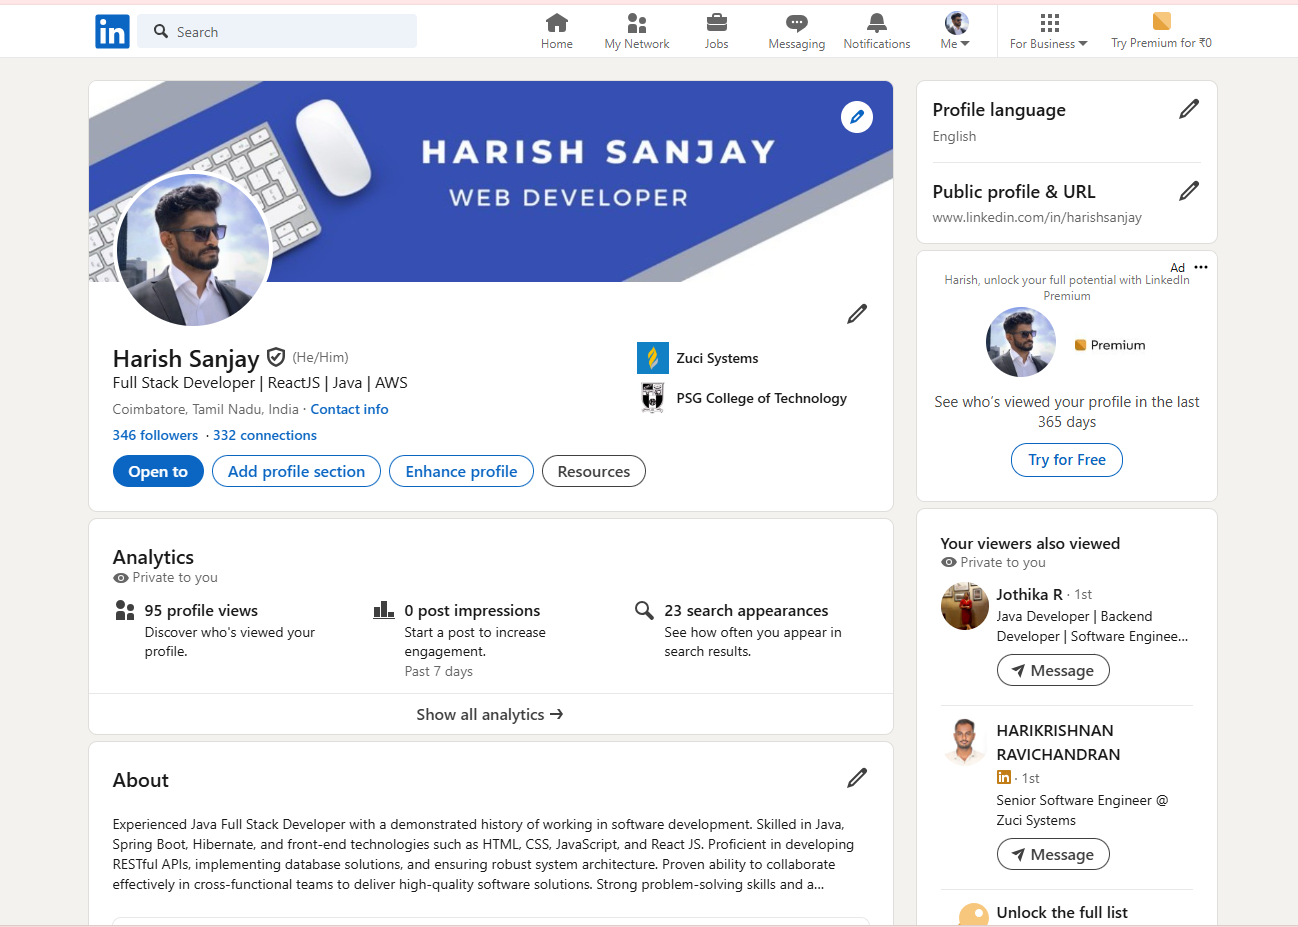 in
Search
Home
My Network
Jobs
Messaging
Notifications
Me
For Business
Try Premium for ₹0
HARISH SANJAY
WEB DEVELOPER
Harish Sanjay (He/Him)
Full Stack Developer | ReactJS | Java | AWS
Coimbatore, Tamil Nadu, India · Contact info
346 followers · 332 connections
Open to
Add profile section
Enhance profile
Resources
Zuci Systems
PSG College of Technology
Analytics
Private to you
95 profile views
Discover who's viewed your
profile.
0 post impressions
Start a post to increase
engagement.
Past 7 days
23 search appearances
See how often you appear in
search results.
Show all analytics →
About
Experienced Java Full Stack Developer with a demonstrated history of working in software development. Skilled in Java,
Spring Boot, Hibernate, and front-end technologies such as HTML, CSS, JavaScript, and React JS. Proficient in developing
RESTful APIs, implementing database solutions, and ensuring robust system architecture. Proven ability to collaborate
effectively in cross-functional teams to deliver high-quality software solutions. Strong problem-solving skills and a...
Profile language
English
Public profile & URL
www.linkedin.com/in/harishsanjay
Ad ...
Harish, unlock your full potential with LinkedIn
Premium
Premium
See who's viewed your profile in the last
365 days
Try for Free
Your viewers also viewed
Private to you
Jothika R · 1st
Java Developer | Backend
Developer | Software Enginee...
Message
HARIKRISHNAN
RAVICHANDRAN
in · 1st
Senior Software Engineer @
Zuci Systems
Message
Unlock the full list